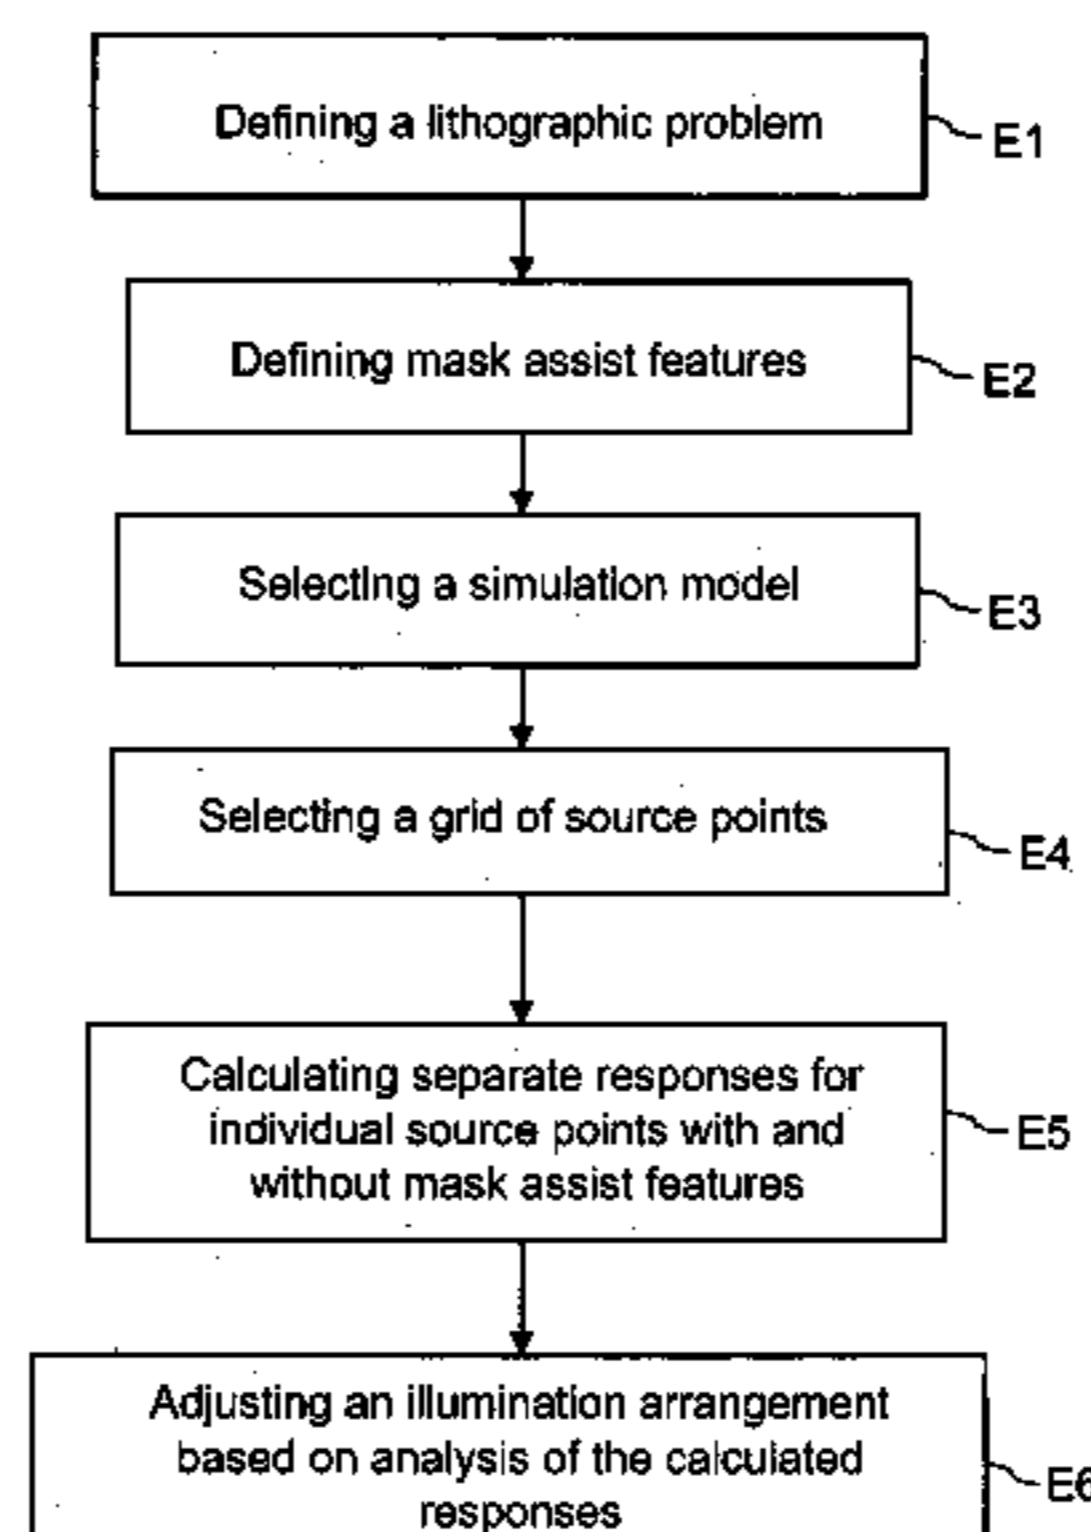 Defining a lithographic problem
E1
Defining mask assist features
E2
Selecting a simulation model
E3
Selecting a grid of source points
E4
Calculating separate responses for
individual source points with and
without mask assist features
E5
Adjusting an illumination arrangement
based on analysis of the calculated
responses
E6